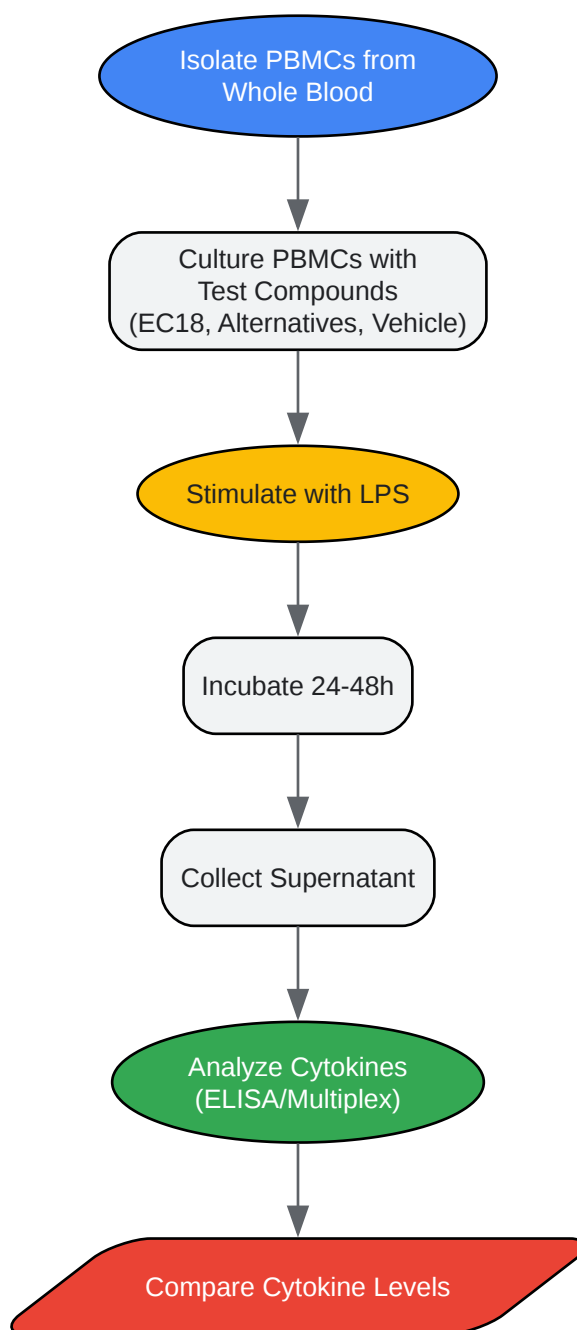 Isolate PBMCs from
Whole Blood
Culture PBMCs with
Test Compounds
(EC18, Alternatives, Vehicle)
Stimulate with LPS
Incubate 24-48h
Collect Supernatant
Analyze Cytokines
(ELISA/Multiplex)
Compare Cytokine Levels